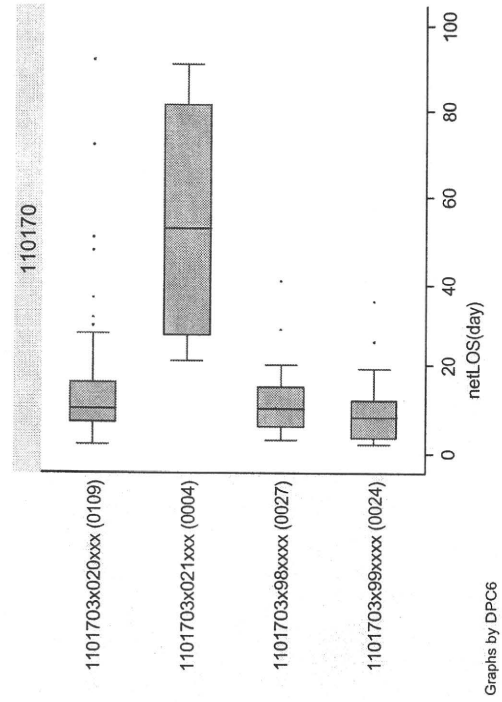 110170
1101703x020xxx (0109)
1101703x021xxx (0004)
1101703x98xxxx (0027)
1101703x99xxxx (0024)
0 20 40 60 80 100
netLOS(day)
Graphs by DPC6